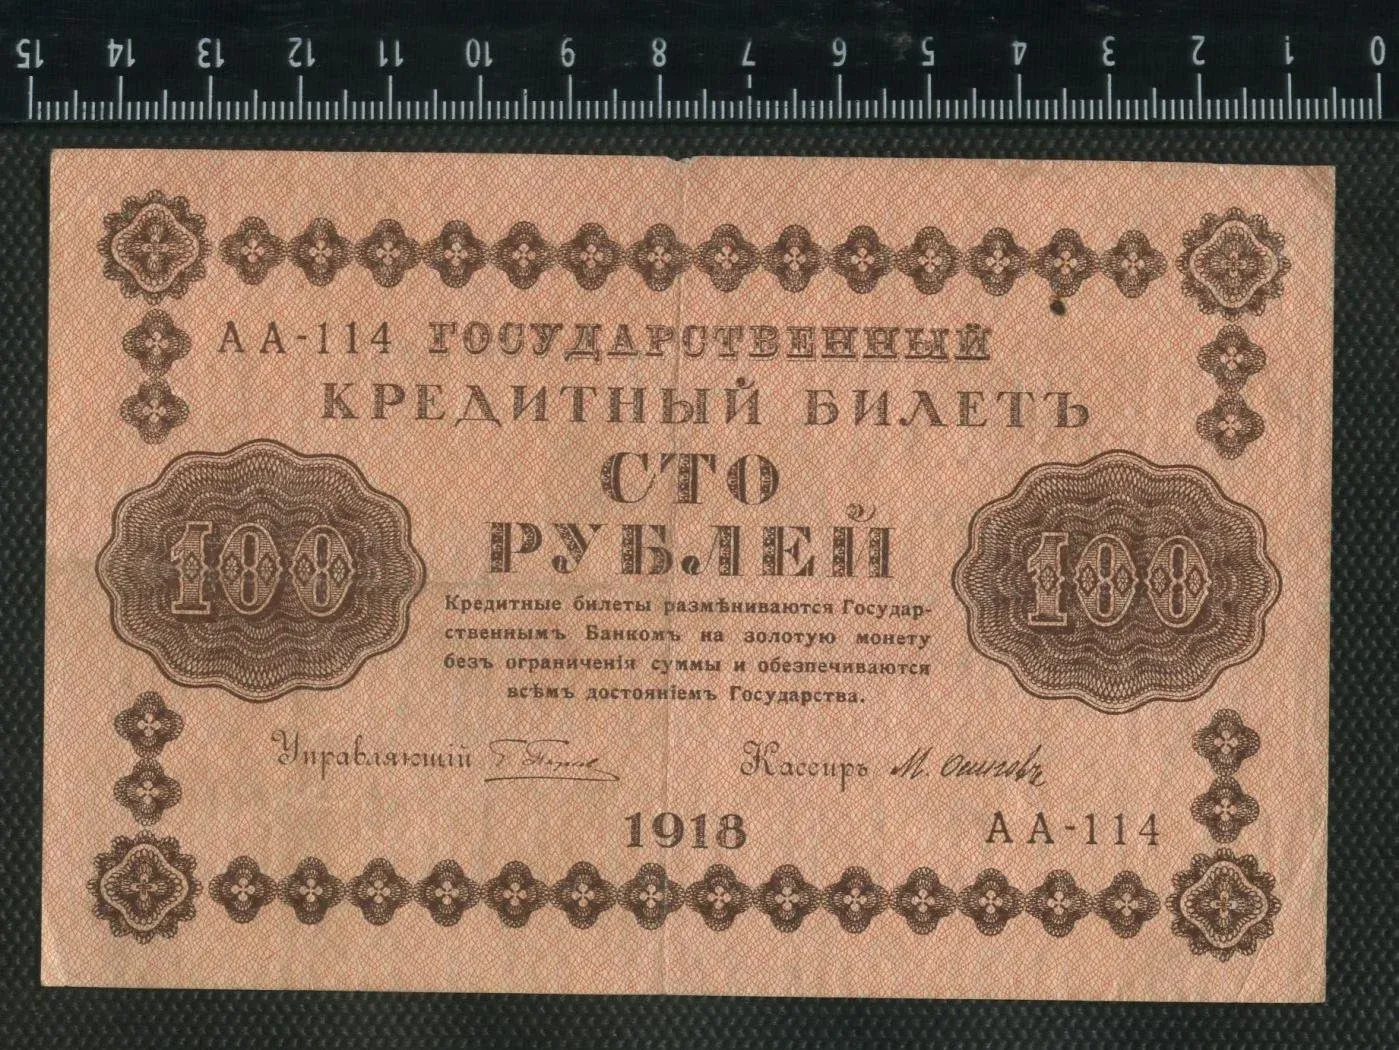 15 14 13 12 11 10 9 8 7 6 5 4 3 2 1 0
АА-114 ГОСУДАРСТВЕННЫЙ
КРЕДИТНЫЙ БИЛЕТЪ
СТО
РУБЛЕЙ
100 100
Кредитные билеты размѣниваются Государ-
ственнымъ Банкомъ на золотую монету
безъ ограниченія суммы и обезпечиваются
всѣмъ достояніемъ Государства.
Управляющій Г. Пятаков Кассиръ М. Осиповъ
1918 АА-114